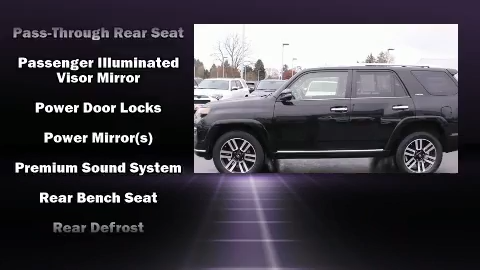 Pass-Through Rear Seat
Passenger Illuminated
Visor Mirror
Power Door Locks
Power Mirror(s)
Premium Sound System
Rear Bench Seat
Rear Defrost